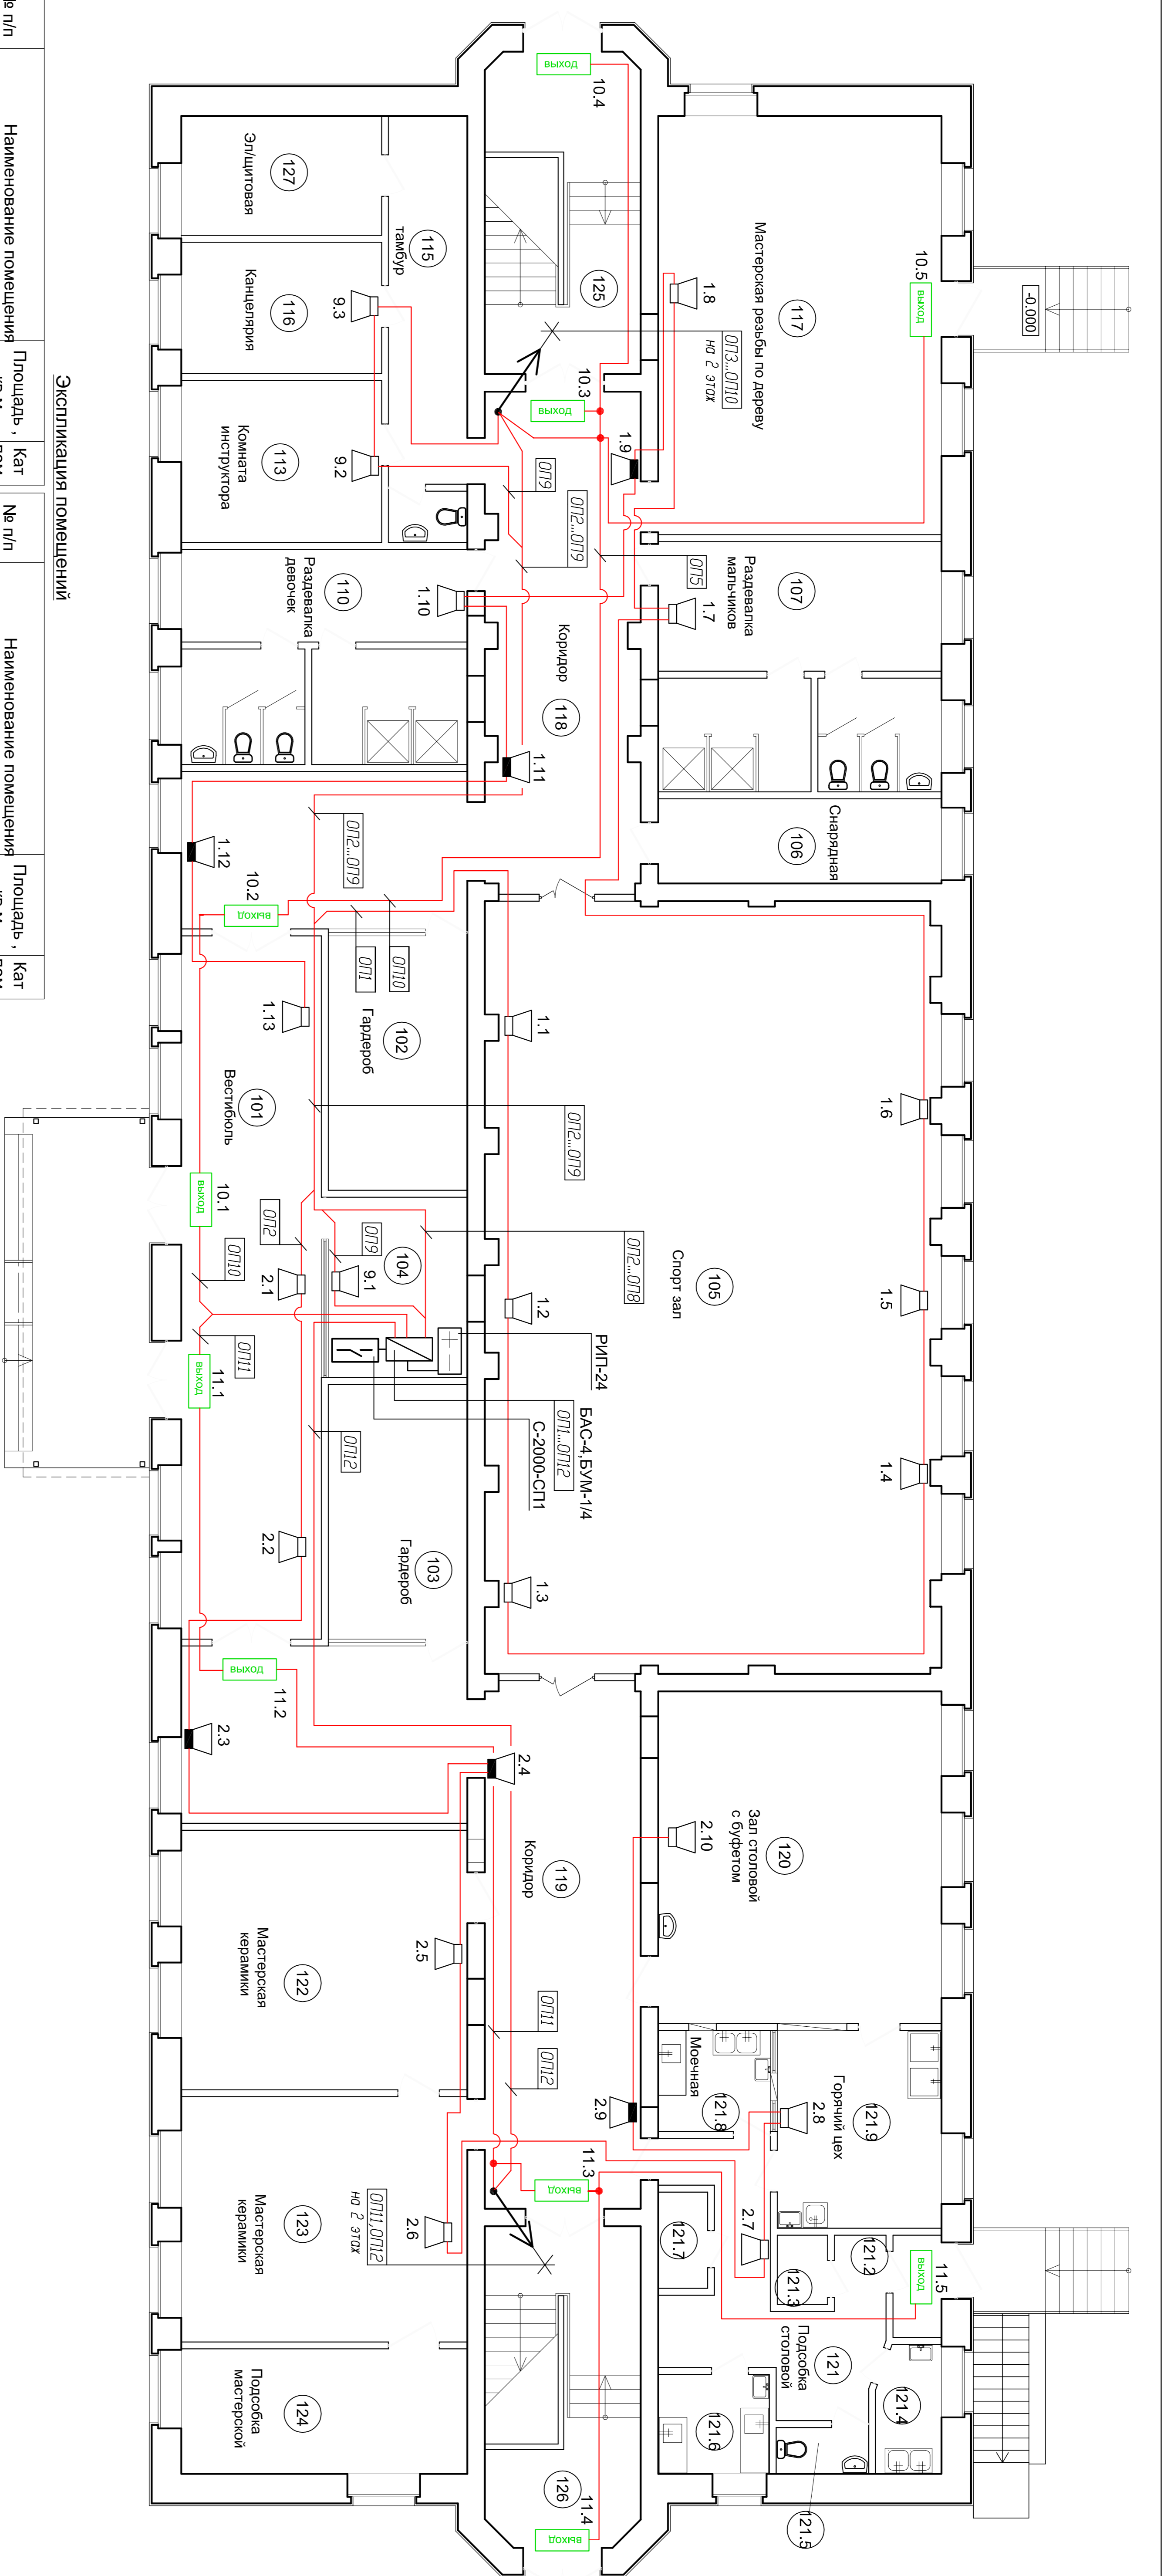 Экспликация помещений
№ п/п
Наименование помещения
Площадь ,
Кат
№ п/п
Наименование помещения
Площадь ,
Кат
выход
10.4
Эл/щитовая
127
тамбур
115
125
Канцелярия
116
9.3
1.8
Мастерская резьбы по дереву
117
10.5
выход
-0.000
ОП3...ОП10
на 2 этаж
выход
10.3
Комната
инструктора
113
9.2
1.9
ОП9
ОП2...ОП9
ОП5
Раздевалка
девочек
110
1.10
1.7
Раздевалка
мальчиков
107
Коридор
118
1.11
Снарядная
106
1.12
ОП2...ОП9
10.2
выход
ОП1
ОП10
1.13
Гардероб
102
1.1
Вестибюль
101
1.6
ОП2...ОП9
10.1
выход
ОП2
ОП9
104
ОП10
2.1
9.1
ОП2...ОП8
1.2
Спорт зал
105
1.5
ОП11
11.1
выход
РИП-24
БАС-4,БУМ-1/4
ОП1...ОП12
С-2000-СП1
ОП12
1.4
2.2
Гардероб
103
1.3
выход
11.2
2.3
2.4
2.10
Зал столовой
с буфетом
120
Коридор
119
Мастерская
керамики
122
2.5
ОП11
ОП12
Моечная
121.8
2.9
2.8
Горячий цех
121.9
11.3
выход
Мастерская
керамики
123
ОП11,ОП12
на 2 этаж
2.6
121.7
2.7
121.3
121.2
11.5
выход
Подсобка
столовой
121
121.4
Подсобка
мастерской
124
121.6
121.5
126
11.4
выход